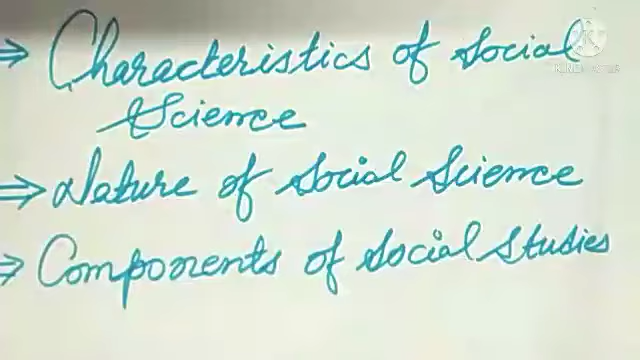 ⇒ Characteristics of Social
Science
⇒ Nature of Social Science
⇒ Components of Social Studies